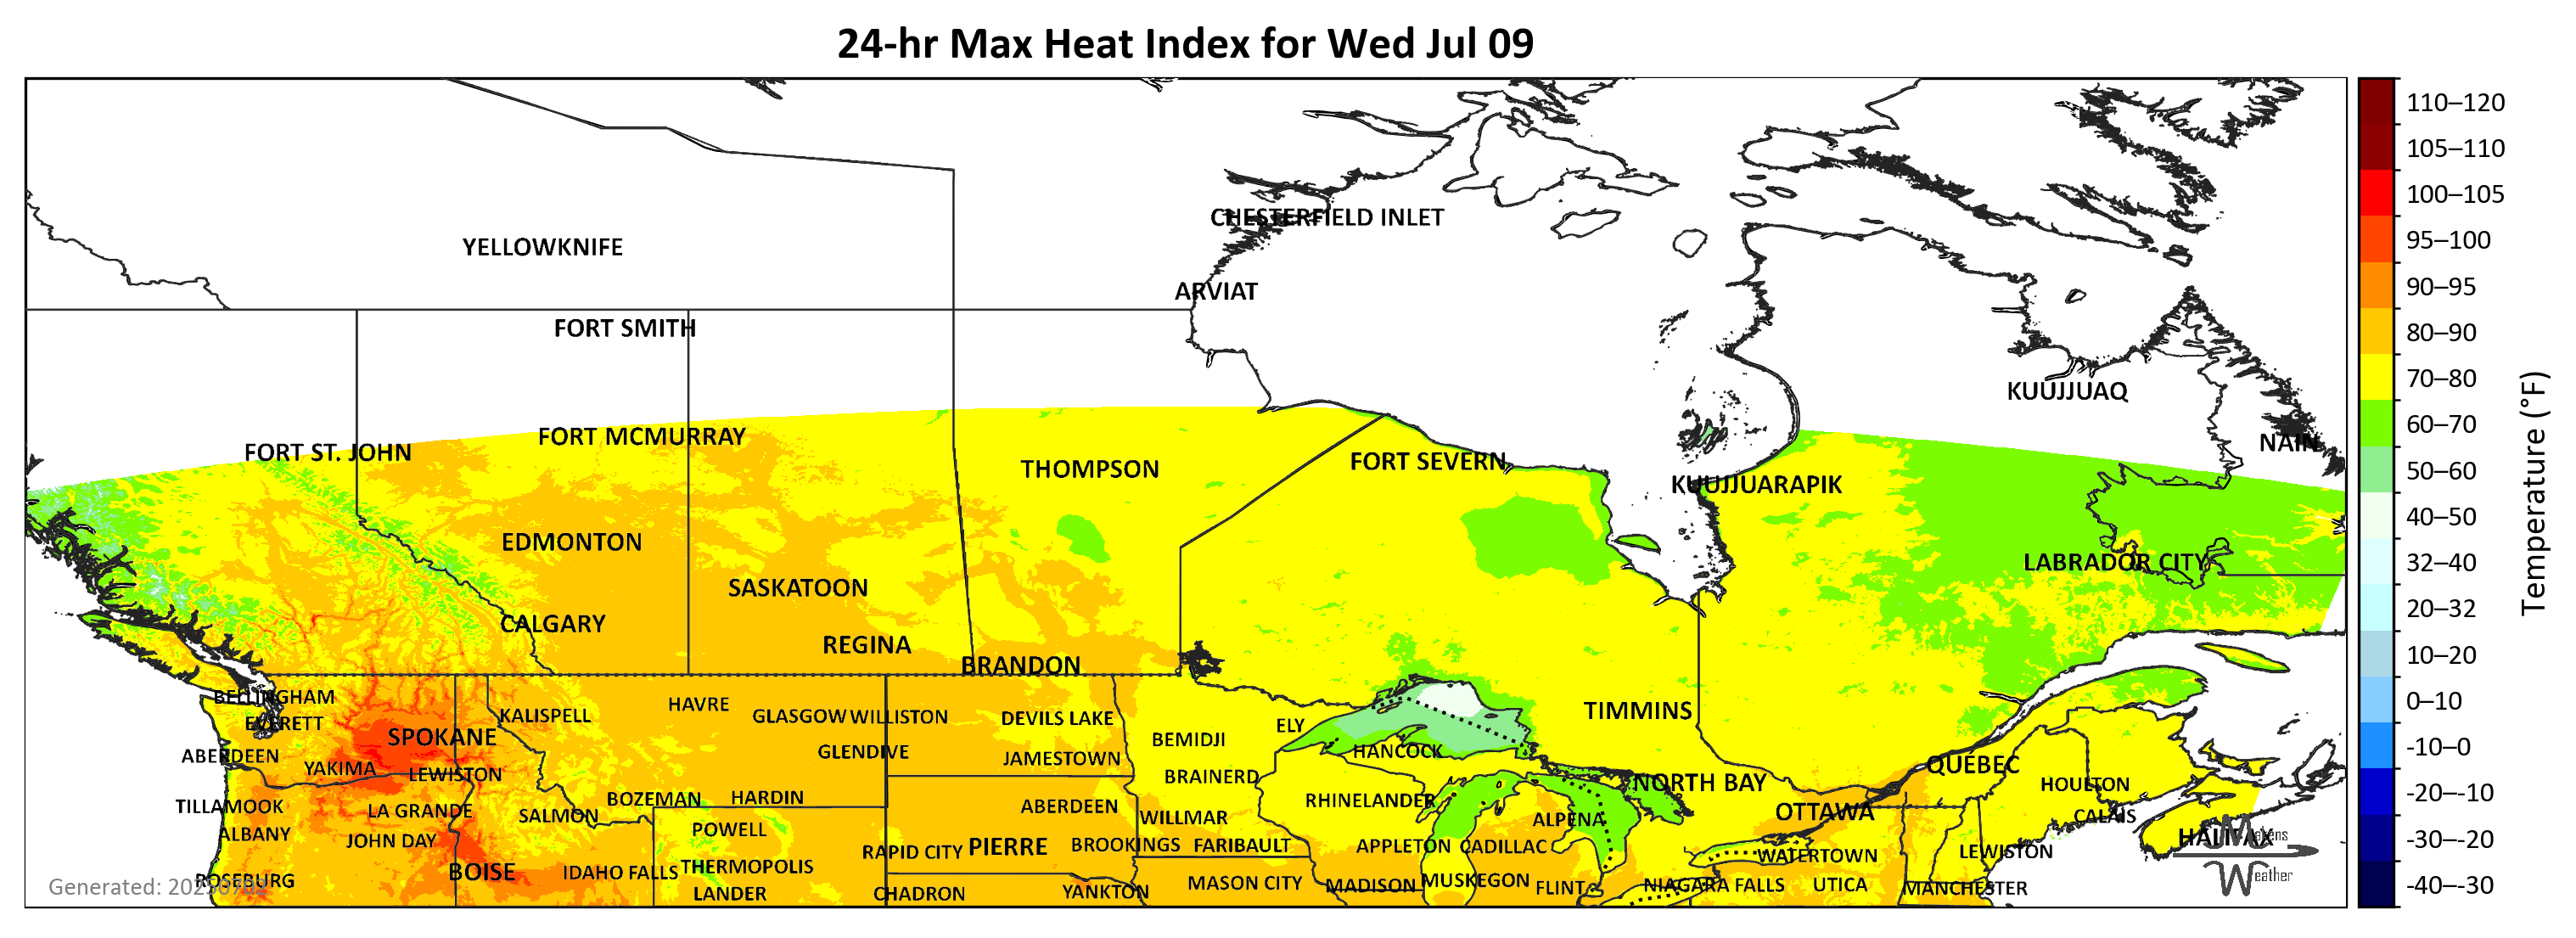 24-hr Max Heat Index for Wed Jul 09
110–120
105–110
CHESTERFIELD INLET
100–105
YELLOWKNIFE
95–100
ARVIAT
90–95
FORT SMITH
80–90
70–80
KUUJJUAQ
60–70
FORT ST. JOHN
FORT MCMURRAY
NAIN
THOMPSON
FORT SEVERN
50–60
KUUJJUARAPIK
40–50
EDMONTON
LABRADOR CITY
32–40
SASKATOON
20–32
CALGARY
REGINA
BRANDON
10–20
Temperature (°F)
BELLINGHAM
HAVRE
0–10
EVERETT
KALISPELL
GLASGOW
WILLISTON
DEVILS LAKE
ELY
TIMMINS
SPOKANE
BEMIDJI
ABERDEEN
GLENDIVE
JAMESTOWN
HANCOCK
-10–0
YAKIMA
LEWISTON
BRAINERD
QUÉBEC
NORTH BAY
HOULTON
TILLAMOOK
LA GRANDE
BOZEMAN
HARDIN
ABERDEEN
RHINELANDER
-20–-10
SALMON
WILLMAR
ALPENA
OTTAWA
CALAIS
ALBANY
JOHN DAY
POWELL
HALIFAX
Matens
Weather
-30–-20
RAPID CITY
PIERRE
BROOKINGS
FARIBAULT
APPLETON
CADILLAC
WATERTOWN
LEWISTON
BOISE
IDAHO FALLS
THERMOPOLIS
ROSEBURG
MASON CITY
MADISON
MUSKEGON
FLINT
NIAGARA FALLS
UTICA
MANCHESTER
-40–-30
Generated: 20250702
LANDER
CHADRON
YANKTON